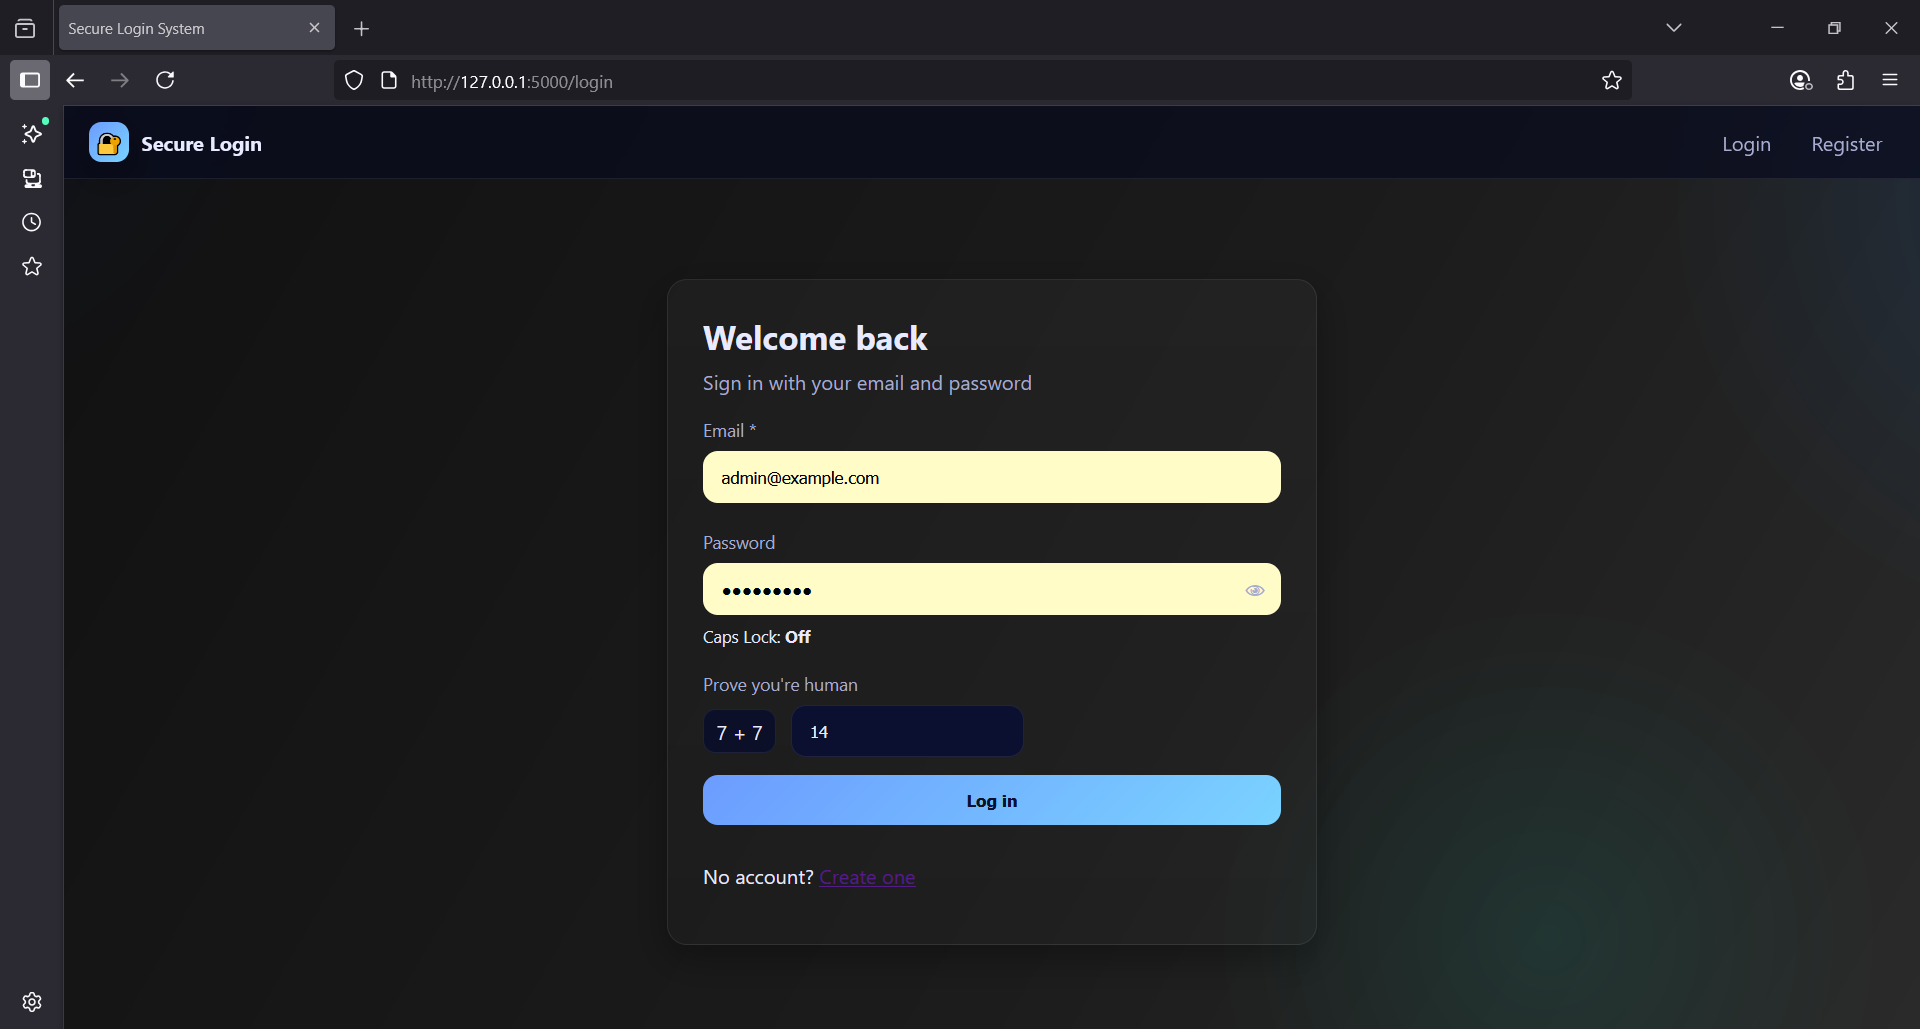 Secure Login System
http://127.0.0.1:5000/login
Secure Login
Login
Register
Welcome back
Sign in with your email and password
Email *
admin@example.com
Password
●●●●●●●●●
Caps Lock: Off
Prove you're human
7 + 7
14
Log in
No account? Create one